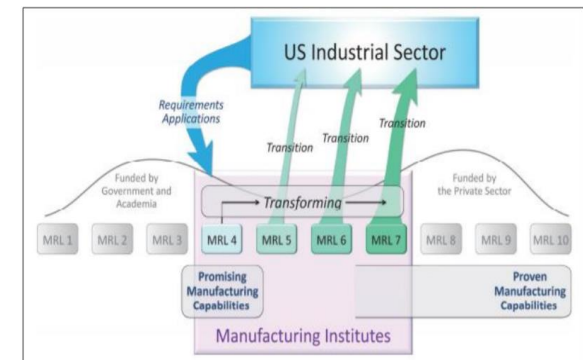 US Industrial Sector
Requirements
Applications
Transition
Transition
Transition
Funded by
Government and
Academia
Funded by
the Private Sector
Transforming
MRL 1
MRL 2
MRL 3
MRL 4
MRL 5
MRL 6
MRL 7
MRL 8
MRL 9
MRL 10
Promising
Manufacturing
Capabilities
Proven
Manufacturing
Capabilities
Manufacturing Institutes